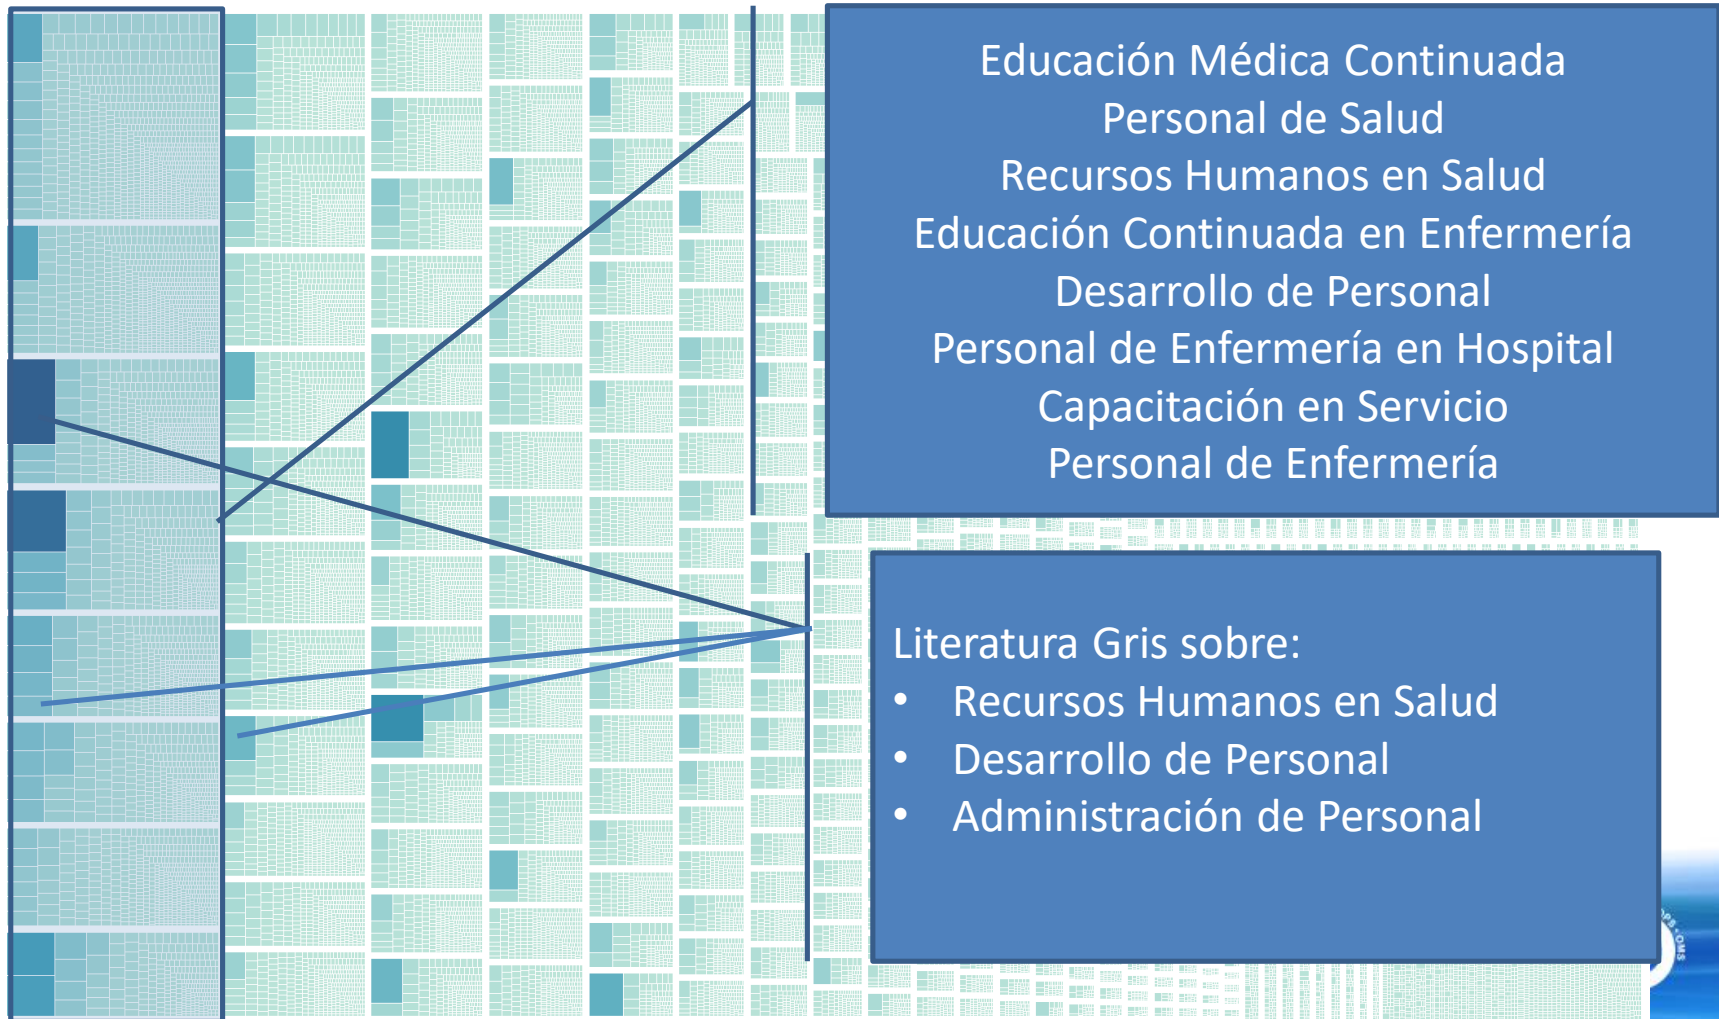 Educación Médica Continuada
Personal de Salud
Recursos Humanos en Salud
Educación Continuada en Enfermería
Desarrollo de Personal
Personal de Enfermería en Hospital
Capacitación en Servicio
Personal de Enfermería
Literatura Gris sobre:
• Recursos Humanos en Salud
• Desarrollo de Personal
• Administración de Personal
OPS • OMS